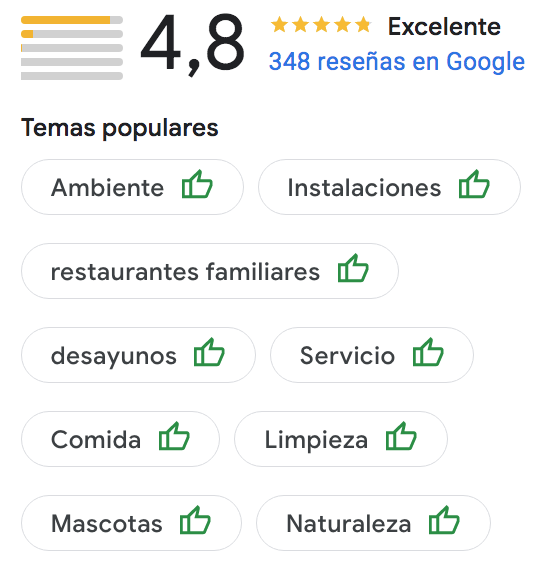 4,8
Excelente
348 reseñas en Google
Temas populares
Ambiente
Instalaciones
restaurantes familiares
desayunos
Servicio
Comida
Limpieza
Mascotas
Naturaleza